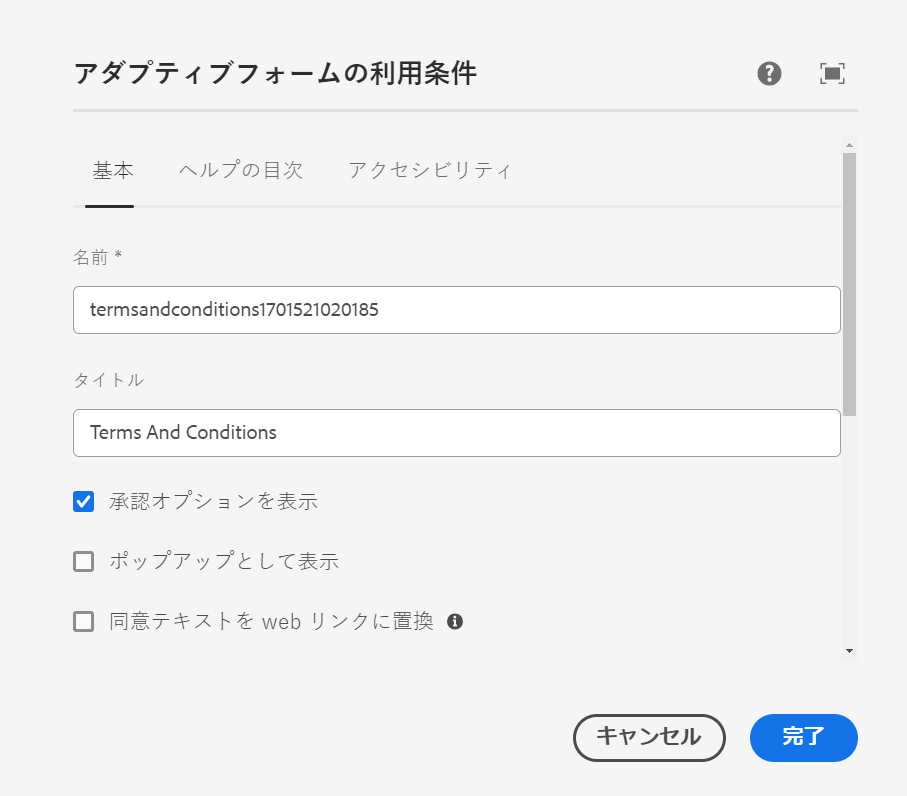 アダプティブフォームの利用条件
基本 ヘルプの目次 アクセシビリティ
名前 *
termsandconditions1701521020185
タイトル
Terms And Conditions
承認オプションを表示
ポップアップとして表示
同意テキストを web リンクに置換
キャンセル 完了